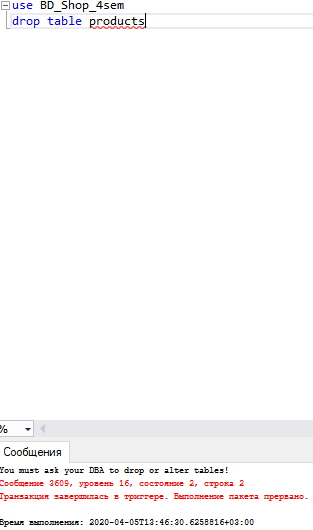 use BD_Shop_4sem
drop table products
%
Сообщения
You must ask your DBA to drop or alter tables!
Сообщение 3609, уровень 16, состояние 2, строка 2
Транзакция завершилась в триггере. Выполнение пакета прервано.
Время выполнения: 2020-04-05T13:46:30.6258816+03:00